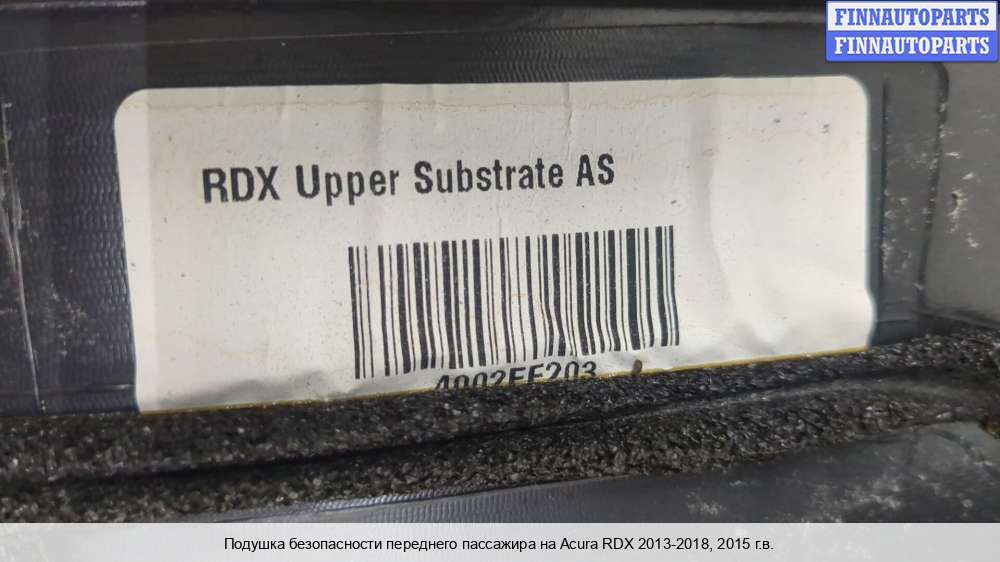 FINNAUTOPARTS
FINNAUTOPARTS
RDX Upper Substrate AS
Подушка безопасности переднего пассажира на Acura RDX 2013-2018, 2015 г.в.